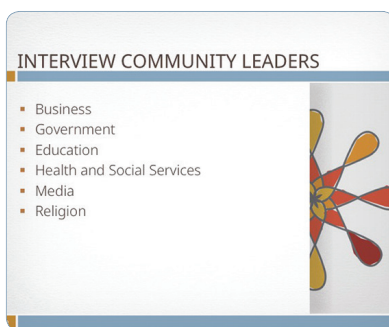 INTERVIEW COMMUNITY LEADERS
Business
Government
Education
Health and Social Services
Media
Religion